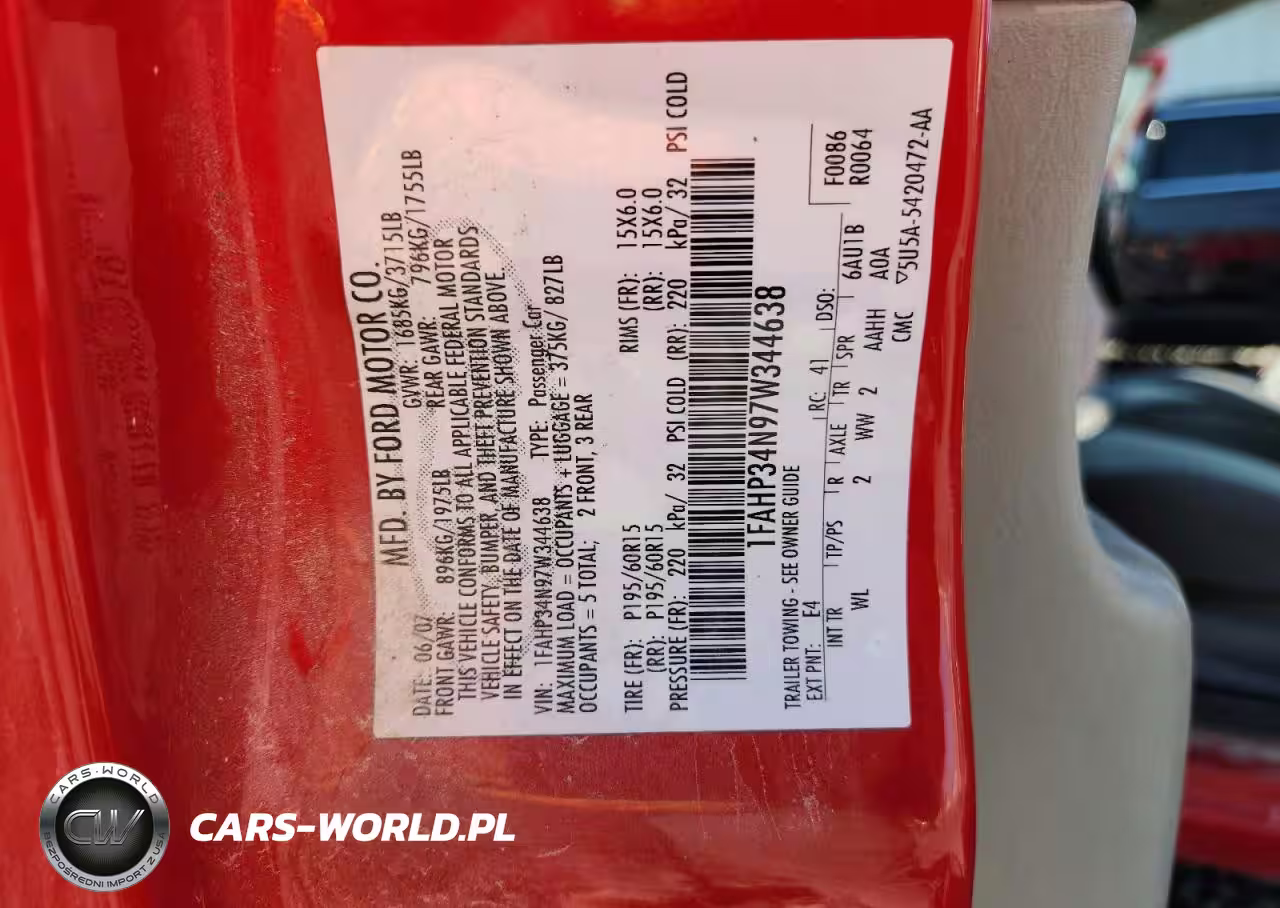 MFD. BY FORD MOTOR CO.
DATE: 06/07 GVWR: 1685KG/3715LB
FRONT GAWR: 896KG/1975LB REAR GAWR: 796KG/1755LB
THIS VEHICLE CONFORMS TO ALL APPLICABLE FEDERAL MOTOR
VEHICLE SAFETY, BUMPER, AND THEFT PREVENTION STANDARDS
IN EFFECT ON THE DATE OF MANUFACTURE SHOWN ABOVE.
VIN: 1FAHP34N97W344638 TYPE: Passenger Car
MAXIMUM LOAD = OCCUPANTS + LUGGAGE = 375KG/ 827LB
OCCUPANTS = 5 TOTAL; 2 FRONT, 3 REAR
TIRE (FR): P195/60R15 RIMS (FR): 15X6.0
(RR): P195/60R15 (RR): 15X6.0
PRESSURE (FR): 220 kPa/ 32 PSI COLD (RR): 220 kPa/ 32 PSI COLD
1FAHP34N97W344638
TRAILER TOWING - SEE OWNER GUIDE
EXT PNT: E4 RC: 41 DSO: F0086
R0064
INT TR TP/PS R AXLE TR SPR 6AU1B
WL 2 WW 2 AAHH A0A
CMC ▽5U5A-5420472-AA
CARS-WORLD
CW
BEZPOŚREDNI IMPORT Z USA
CARS-WORLD.PL